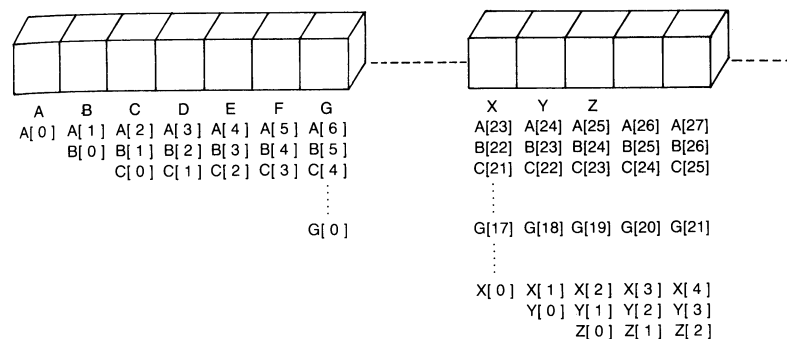 A B C D E F G X Y Z
A[ 0 ] A[ 1 ] A[ 2 ] A[ 3 ] A[ 4 ] A[ 5 ] A[ 6 ] A[23] A[24] A[25] A[26] A[27]
B[ 0 ] B[ 1 ] B[ 2 ] B[ 3 ] B[ 4 ] B[ 5 ] B[22] B[23] B[24] B[25] B[26]
C[ 0 ] C[ 1 ] C[ 2 ] C[ 3 ] C[ 4 ] C[21] C[22] C[23] C[24] C[25]
G[ 0 ] G[17] G[18] G[19] G[20] G[21]
X[ 0 ] X[ 1 ] X[ 2 ] X[ 3 ] X[ 4 ]
Y[ 0 ] Y[ 1 ] Y[ 2 ] Y[ 3 ]
Z[ 0 ] Z[ 1 ] Z[ 2 ]